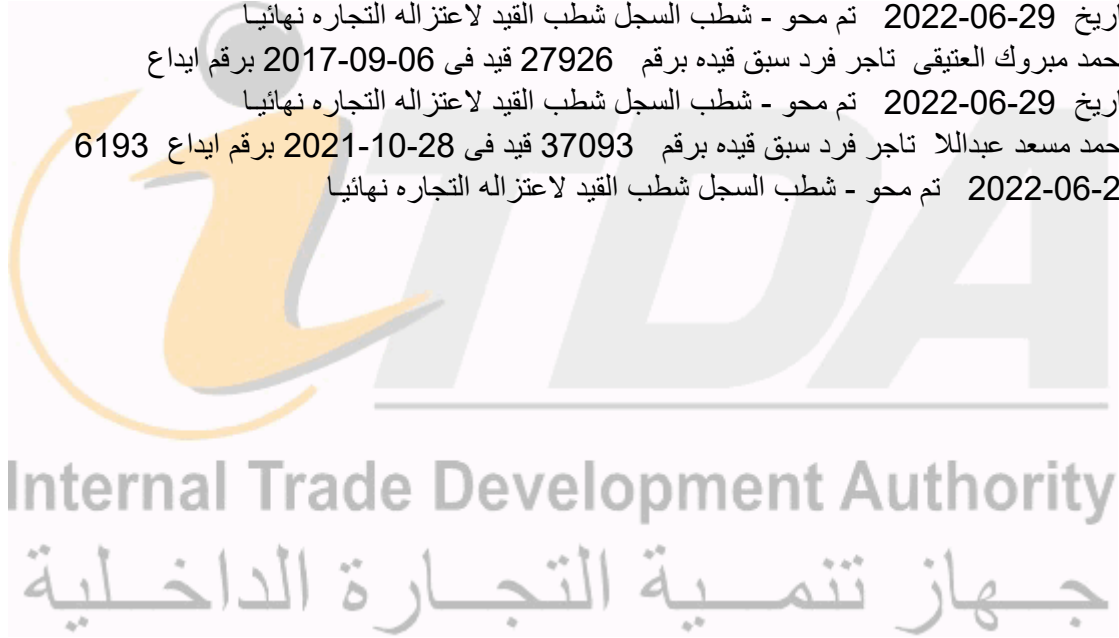 اريخ 29-06-2022 تم محو - شطب السجل شطب القيد لاعتزاله التجاره نهائيا
حمد مبروك العتيقى تاجر فرد سبق قيده برقم 27926 قيد فى 06-09-2017 برقم ايداع
اريخ 29-06-2022 تم محو - شطب السجل شطب القيد لاعتزاله التجاره نهائيا
حمد مسعد عبداللا تاجر فرد سبق قيده برقم 37093 قيد فى 28-10-2021 برقم ايداع 6193
2022-06-2 تم محو - شطب السجل شطب القيد لاعتزاله التجاره نهائيا
iTDA
Internal Trade Development Authority
جهاز تنمية التجارة الداخلية